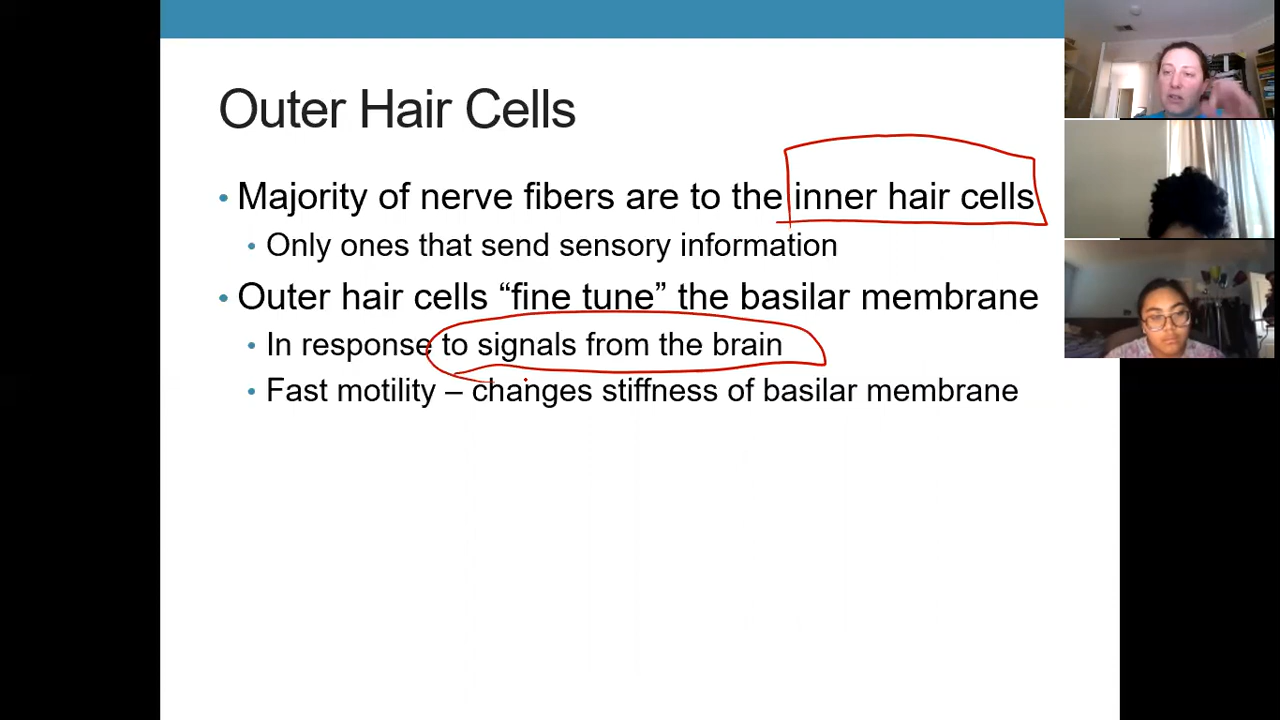 Outer Hair Cells
• Majority of nerve fibers are to the inner hair cells
• Only ones that send sensory information
• Outer hair cells “fine tune” the basilar membrane
• In response to signals from the brain
• Fast motility – changes stiffness of basilar membrane